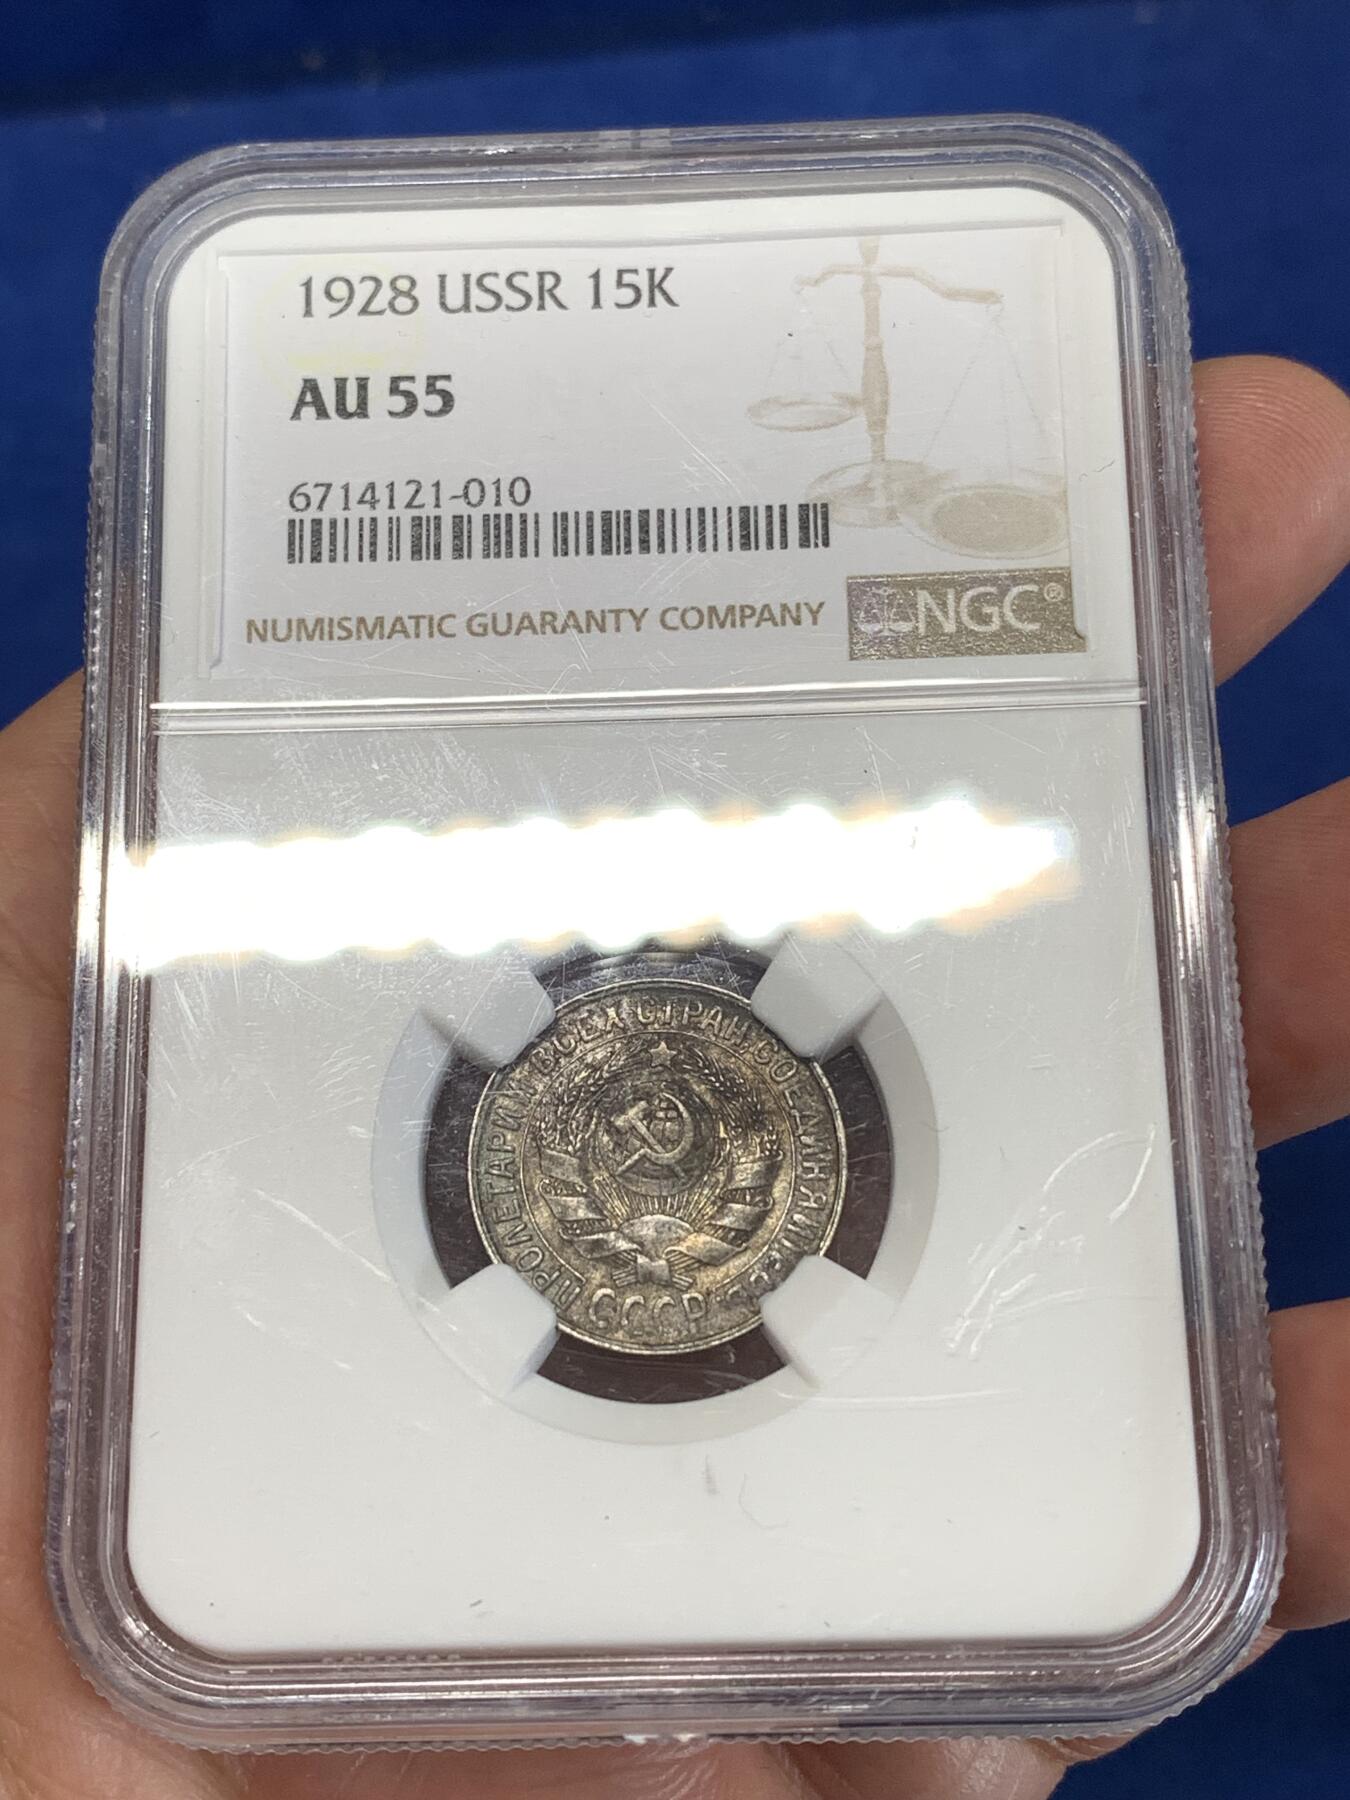 1928 USSR 15K
AU 55
6714121-010
NUMISMATIC GUARANTY COMPANY
NGC®
ПРОЛЕТАРИИ ВСЕХ СТРАН, СОЕДИНЯЙТЕСЬ
СССР